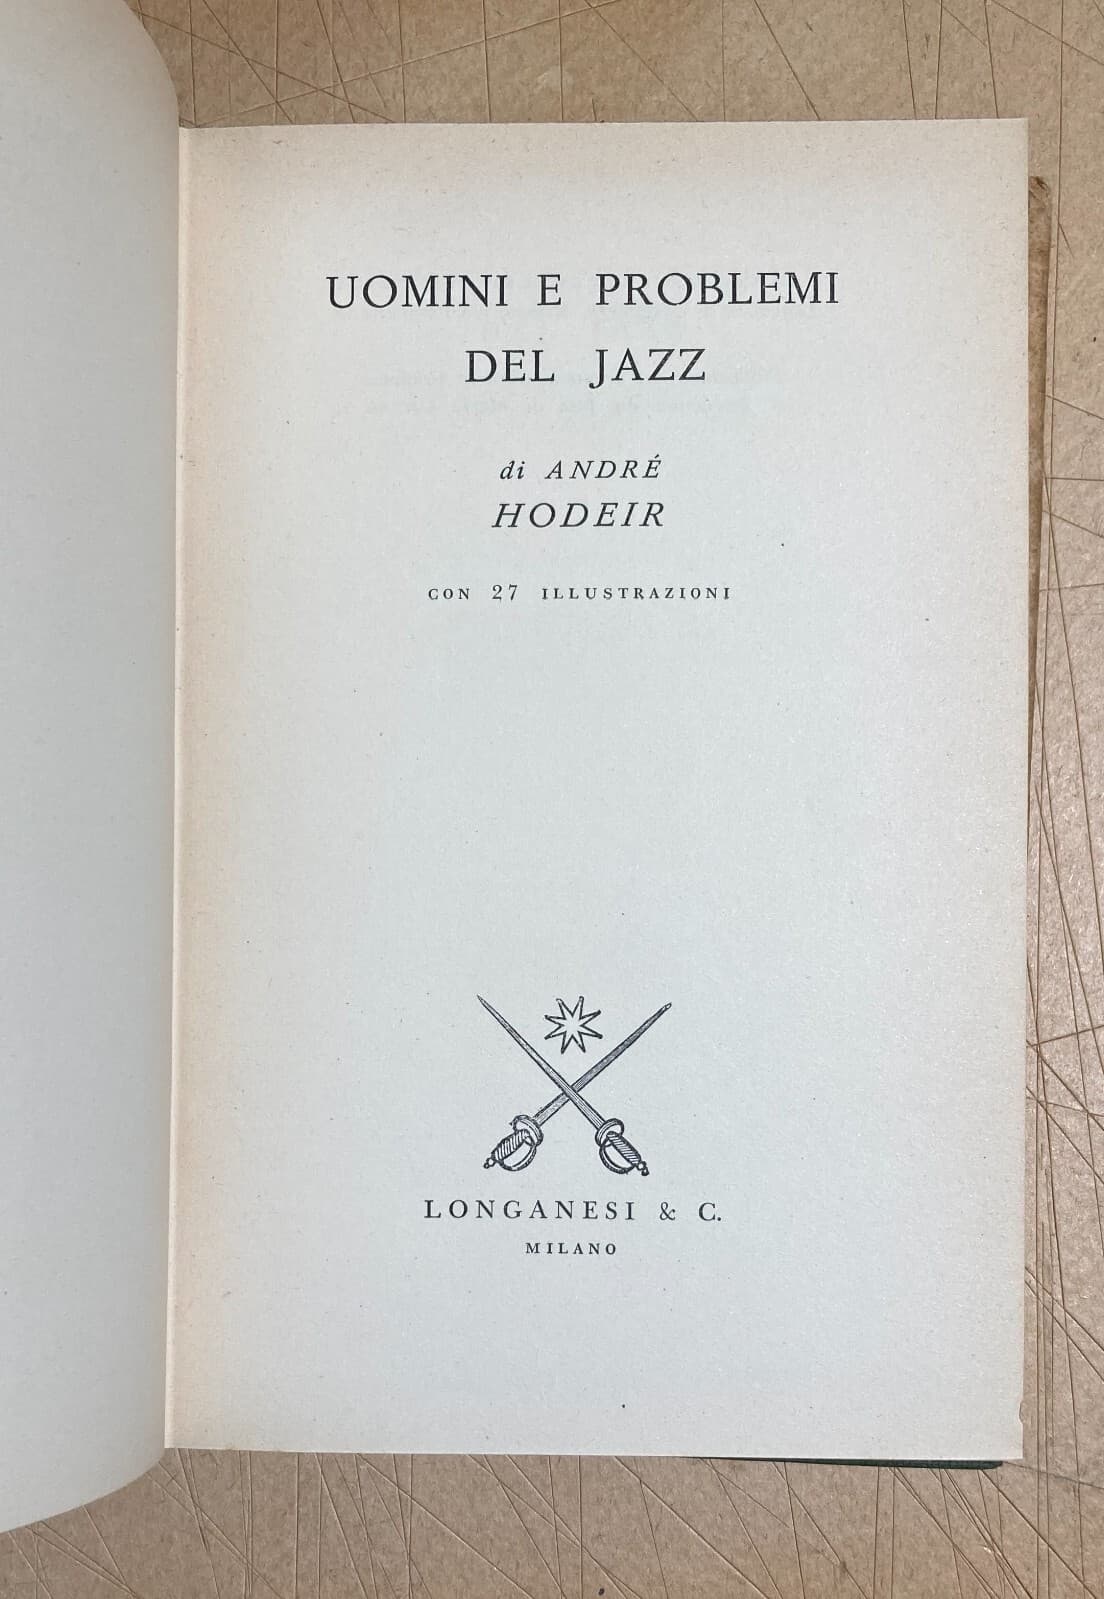 UOMINI E PROBLEMI
DEL JAZZ
di ANDRÉ
HODEIR
CON 27 ILLUSTRAZIONI
LONGANESI & C.
MILANO